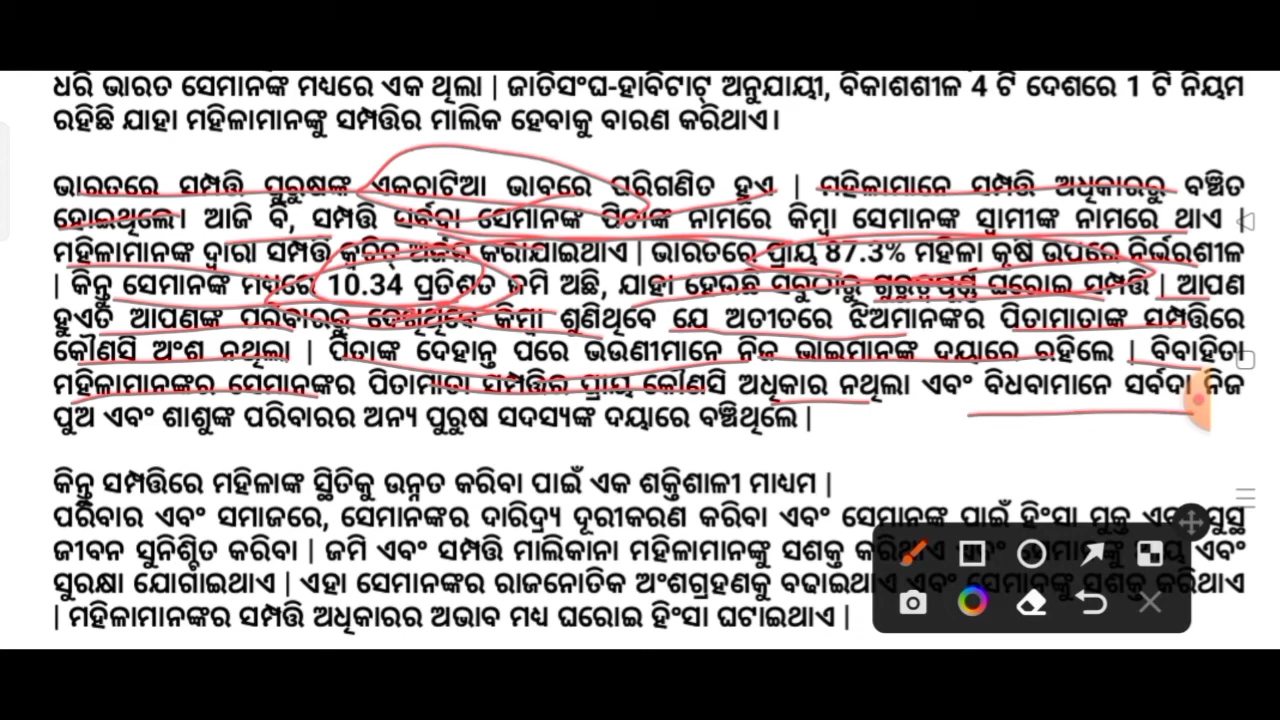 ଧରି ଭାରତ ସେମାନଙ୍କ ମଧ୍ୟରେ ଏକ ଥିଲା | ଜାତିସଂଘ-ହାବିଟାଟ୍ ଅନୁଯାୟୀ, ବିକାଶଶୀଳ 4 ଟି ଦେଶରେ 1 ଟି ନିୟମ
ରହିଛି ଯାହା ମହିଳାମାନଙ୍କୁ ସମ୍ପତ୍ତିର ମାଲିକ ହେବାକୁ ବାରଣ କରିଥାଏ।
ଭାରତରେ ସମ୍ପତ୍ତି ପୁରୁଷଙ୍କ ଏକଚାଟିଆ ଭାବରେ ପରିଗଣିତ ହୁଏ | ମହିଳାମାନେ ସମ୍ପତ୍ତି ଅଧିକାରରୁ ବଞ୍ଚିତ
ହୋଇଥିଲେ। ଆଜି ବି, ସମ୍ପତ୍ତି ସର୍ବଦା ସେମାନଙ୍କ ପିତାଙ୍କ ନାମରେ କିମ୍ବା ସେମାନଙ୍କ ସ୍ୱାମୀଙ୍କ ନାମରେ ଥାଏ
ମହିଳାମାନଙ୍କ ଦ୍ୱାରା ସମ୍ପତ୍ତି କ୍ୱଚିତ୍ ଅର୍ଜନ କରାଯାଇଥାଏ | ଭାରତରେ ପ୍ରାୟ 87.3% ମହିଳା କୃଷି ଉପରେ ନିର୍ଭରଶୀଳ
| କିନ୍ତୁ ସେମାନଙ୍କ ମଧ୍ୟରେ 10.34 ପ୍ରତିଶତ ଜମି ଅଛି, ଯାହା ହେଉଛି ସବୁଠାରୁ ଗୁରୁତ୍ୱପୂର୍ଣ୍ଣ ଘରୋଇ ସମ୍ପତ୍ତି | ଆପଣ
ହୁଏତ ଆପଣଙ୍କ ପରିବାରରୁ ଦେଖିଥିବେ କିମ୍ବା ଶୁଣିଥିବେ ଯେ ଅତୀତରେ ଝିଅମାନଙ୍କର ପିତାମାତାଙ୍କ ସମ୍ପତ୍ତିରେ
କୌଣସି ଅଂଶ ନଥିଲା | ପିତାଙ୍କ ଦେହାନ୍ତ ପରେ ଭଉଣୀମାନେ ନିଜ ଭାଇମାନଙ୍କ ଦୟାରେ ରହିଲେ | ବିବାହିତା
ମହିଳାମାନଙ୍କର ସେମାନଙ୍କର ପିତାମାତା ସମ୍ପତ୍ତିର ପ୍ରାୟ କୌଣସି ଅଧିକାର ନଥିଲା ଏବଂ ବିଧବାମାନେ ସର୍ବଦା ନିଜ
ପୁଅ ଏବଂ ଶାଶୁଙ୍କ ପରିବାରର ଅନ୍ୟ ପୁରୁଷ ସଦସ୍ୟଙ୍କ ଦୟାରେ ବଞ୍ଚିଥିଲେ |
କିନ୍ତୁ ସମ୍ପତ୍ତିରେ ମହିଳାଙ୍କ ସ୍ଥିତିକୁ ଉନ୍ନତ କରିବା ପାଇଁ ଏକ ଶକ୍ତିଶାଳୀ ମାଧ୍ୟମ |
ପରିବାର ଏବଂ ସମାଜରେ, ସେମାନଙ୍କର ଦାରିଦ୍ର୍ୟ ଦୂରୀକରଣ କରିବା ଏବଂ ସେମାନଙ୍କ ପାଇଁ ହିଂସା ମୁକ୍ତ ଏବଂ ସୁସ୍ଥ
ଜୀବନ ସୁନିଶ୍ଚିତ କରିବା | ଜମି ଏବଂ ସମ୍ପତ୍ତି ମାଲିକାନା ମହିଳାମାନଙ୍କୁ ସଶକ୍ତ କରିଥାଏ ଏବଂ ସେମାନଙ୍କୁ ଏବଂ
ସୁରକ୍ଷା ଯୋଗାଇଥାଏ | ଏହା ସେମାନଙ୍କର ରାଜନୋତିକ ଅଂଶଗ୍ରହଣକୁ ବଢାଇଥାଏ ଏବଂ ସେମାନଙ୍କୁ ସଶକ୍ତ କରିଥାଏ
| ମହିଳାମାନଙ୍କର ସମ୍ପତ୍ତି ଅଧିକାରର ଅଭାବ ମଧ୍ୟ ଘରୋଇ ହିଂସା ଘଟାଇଥାଏ |